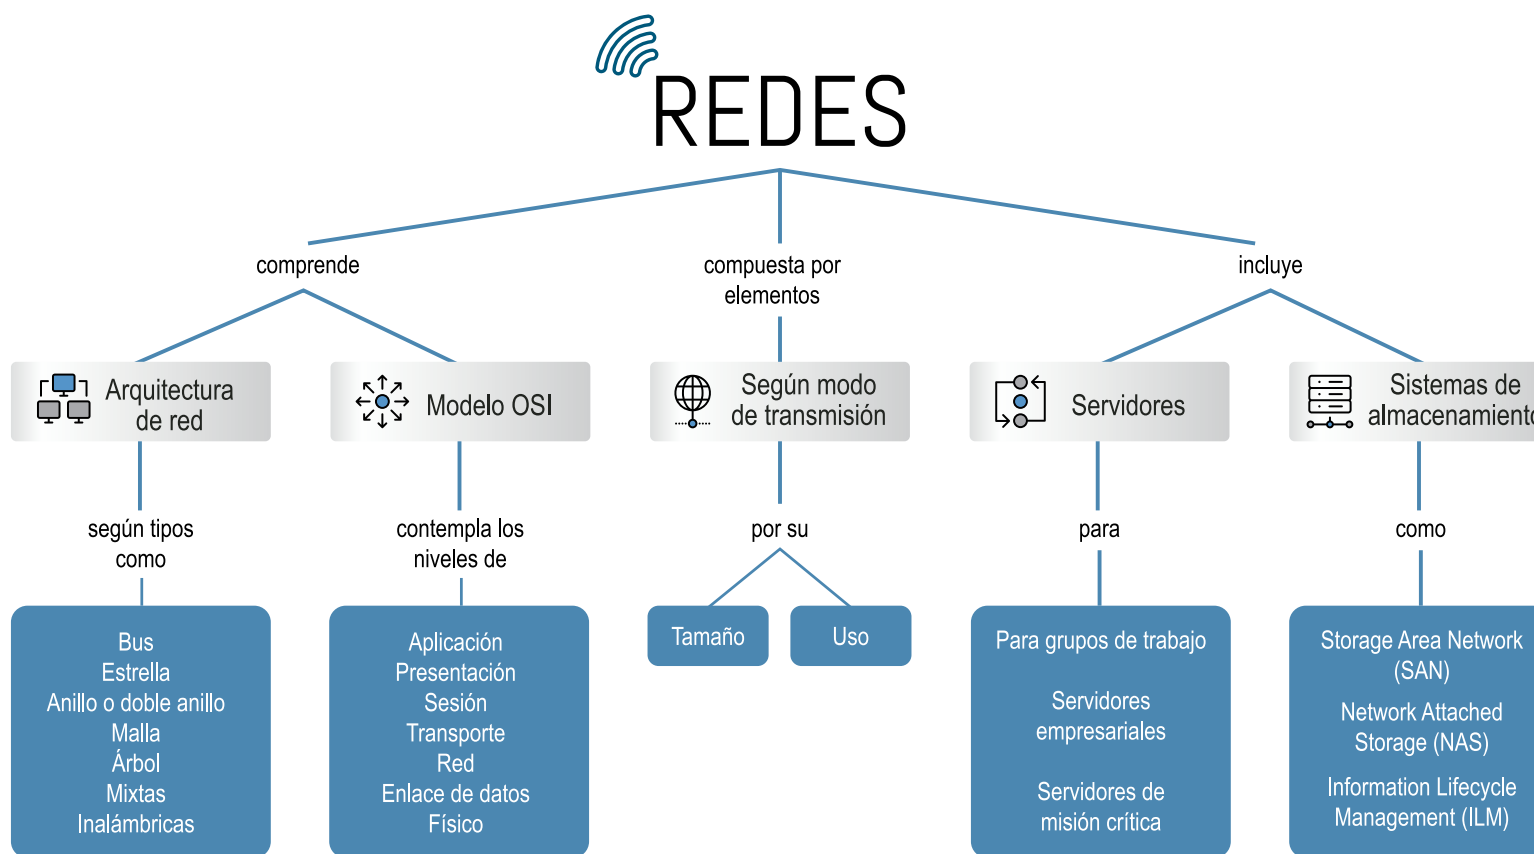 REDES
comprende
compuesta por
elementos
incluye
Arquitectura
de red
Modelo OSI
Según modo
de transmisión
Servidores
Sistemas de
almacenamiento
según tipos
como
contempla los
niveles de
por su
para
como
Bus
Estrella
Anillo o doble anillo
Malla
Árbol
Mixtas
Inalámbricas
Aplicación
Presentación
Sesión
Transporte
Red
Enlace de datos
Físico
Tamaño
Uso
Para grupos de trabajo
Servidores
empresariales
Servidores de
misión crítica
Storage Area Network
(SAN)
Network Attached
Storage (NAS)
Information Lifecycle
Management (ILM)